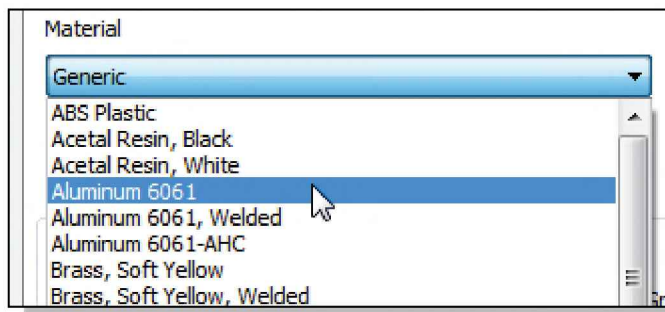 Material
Generic
ABS Plastic
Acetal Resin, Black
Acetal Resin, White
Aluminum 6061
Aluminum 6061, Welded
Aluminum 6061-AHC
Brass, Soft Yellow
Brass, Soft Yellow, Welded